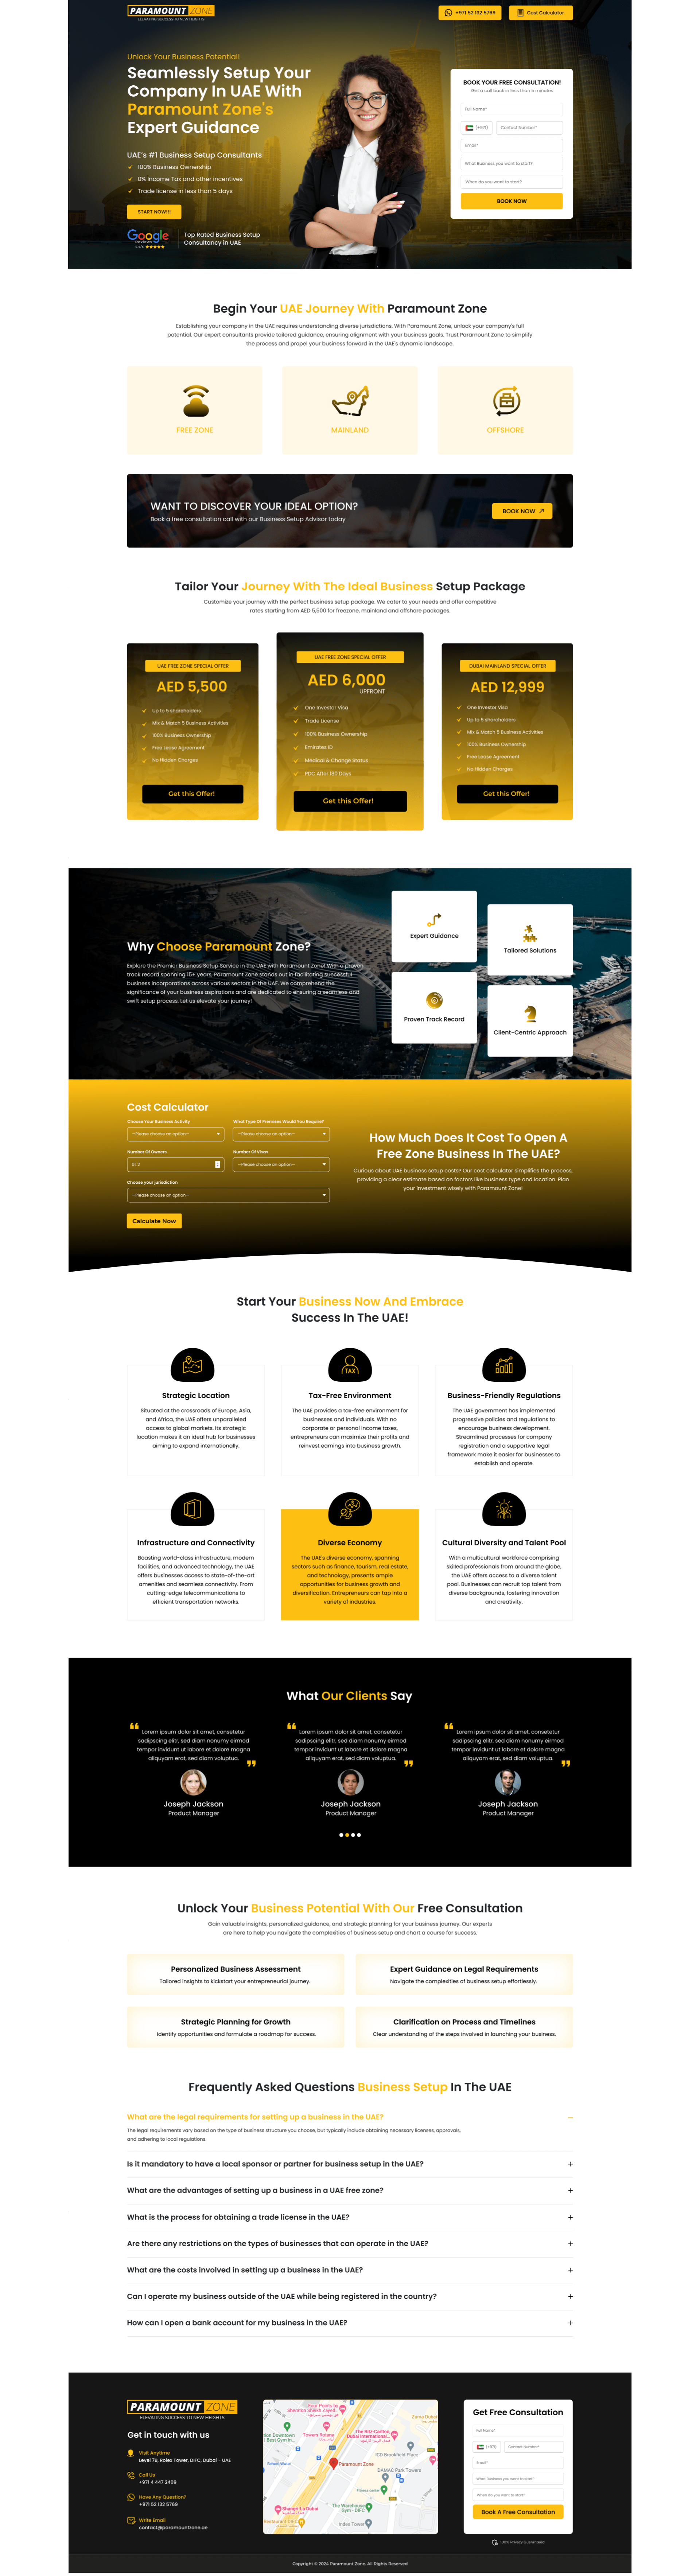 PARAMOUNT ZONE
ELEVATING SUCCESS TO NEW HEIGHTS
+971 52 132 5769
Cost Calculator
Unlock Your Business Potential!
Seamlessly Setup Your
Company In UAE With
Paramount Zone's
Expert Guidance
UAE's #1 Business Setup Consultants
100% Business Ownership
0% Income Tax and other Incentives
Trade license in less than 5 days
START NOW!!!
Google
Reviews
Top Rated Business Setup
Consultancy in UAE
BOOK YOUR FREE CONSULTATION!
Get a call back in less than 5 minutes
Full Name*
(+971)
Contact Number*
Email*
What Business you want to start?
When do you want to start?
BOOK NOW
Begin Your UAE Journey With Paramount Zone
Establishing your company in the UAE requires understanding diverse jurisdictions. With Paramount Zone, unlock your company's full
potential. Our expert consultants provide tailored guidance, ensuring alignment with your business goals. Trust Paramount Zone to simplify
the process and propel your business forward in the UAE's dynamic landscape.
FREE ZONE
MAINLAND
OFFSHORE
WANT TO DISCOVER YOUR IDEAL OPTION?
Book a free consultation call with our Business Setup Advisor today
BOOK NOW
Tailor Your Journey With The Ideal Business Setup Package
Customize your journey with the perfect business setup package. We cater to your needs and offer competitive
rates starting from AED 5,500 for freezone, mainland and offshore packages.
UAE FREE ZONE SPECIAL OFFER
AED 5,500
Up to 5 shareholders
Mix & Match 5 Business Activities
100% Business Ownership
Free Lease Agreement
No Hidden Charges
Get this Offer!
UAE FREE ZONE SPECIAL OFFER
AED 6,000
UPFRONT
One Investor Visa
Trade License
100% Business Ownership
Emirates ID
Medical & Change Status
PDC After 190 Days
Get this Offer!
DUBAI MAINLAND SPECIAL OFFER
AED 12,999
One Investor Visa
Up to 5 shareholders
Mix & Match 5 Business Activities
100% Business Ownership
Free Lease Agreement
No Hidden Charges
Get this Offer!
Why Choose Paramount Zone?
Explore the Premier Business Setup Service in the UAE with Paramount Zone! With a proven
track record spanning 15+ years, Paramount Zone stands out in facilitating successful
business incorporations across various sectors in the UAE. We comprehend the
significance of your business aspirations and are dedicated to ensuring a seamless and
swift setup process. Let us elevate your journey!
Expert Guidance
Tailored Solutions
Proven Track Record
Client-Centric Approach
Cost Calculator
Choose Your Business Activity
What Type Of Premises Would You Require?
—Please choose an option—
—Please choose an option—
Number Of Owners
Number Of Visas
—Please choose an option—
Choose your jurisdiction
—Please choose an option—
Calculate Now
How Much Does It Cost To Open A
Free Zone Business In The UAE?
Curious about UAE business setup costs? Our cost calculator simplifies the process,
providing a clear estimate based on factors like business type and location. Plan
your investment wisely with Paramount Zone!
Start Your Business Now And Embrace
Success In The UAE!
Strategic Location
Situated at the crossroads of Europe, Asia,
and Africa, the UAE offers unparalleled
access to global markets. Its strategic
location makes it an ideal hub for businesses
aiming to expand internationally.
TAX
Tax-Free Environment
The UAE provides a tax-free environment for
businesses and individuals. With no
corporate or personal income taxes,
entrepreneurs can maximize their profits and
reinvest earnings into business growth.
Business-Friendly Regulations
The UAE government has implemented
progressive policies and regulations to
encourage business development.
Streamlined processes for company
registration and a supportive legal
framework make it easier for businesses to
establish and operate.
Infrastructure and Connectivity
Boasting world-class infrastructure, modern
facilities, and advanced technology, the UAE
offers businesses access to state-of-the-art
amenities and seamless connectivity. From
cutting-edge telecommunications to
efficient transportation networks.
Diverse Economy
The UAE's diverse economy, spanning
sectors such as finance, tourism, real estate,
and technology, presents ample
opportunities for business growth and
diversification. Entrepreneurs can tap into a
variety of industries.
Cultural Diversity and Talent Pool
With a multicultural workforce comprising
skilled professionals from around the globe,
the UAE offers access to a diverse talent
pool. Businesses can recruit top talent from
diverse backgrounds, fostering innovation
and creativity.
What Our Clients Say
Lorem ipsum dolor sit amet, consetetur
sadipscing elitr, sed diam nonumy eirmod
tempor invidunt ut labore et dolore magna
aliquyam erat, sed diam voluptua.
Joseph Jackson
Product Manager
Lorem ipsum dolor sit amet, consetetur
sadipscing elitr, sed diam nonumy eirmod
tempor invidunt ut labore et dolore magna
aliquyam erat, sed diam voluptua.
Joseph Jackson
Product Manager
Lorem ipsum dolor sit amet, consetetur
sadipscing elitr, sed diam nonumy eirmod
tempor invidunt ut labore et dolore magna
aliquyam erat, sed diam voluptua.
Joseph Jackson
Product Manager
Unlock Your Business Potential With Our Free Consultation
Gain valuable insights, personalized guidance, and strategic planning for your business journey. Our experts
are here to help you navigate the complexities of business setup and chart a course for success.
Personalized Business Assessment
Tailored insights to kickstart your entrepreneurial journey.
Expert Guidance on Legal Requirements
Navigate the complexities of business setup effortlessly.
Strategic Planning for Growth
Identify opportunities and formulate a roadmap for success.
Clarification on Process and Timelines
Clear understanding of the steps involved in launching your business.
Frequently Asked Questions Business Setup In The UAE
What are the legal requirements for setting up a business in the UAE?
The legal requirements vary based on the type of business structure you choose, but typically include obtaining necessary licenses, approvals,
and adhering to local regulations.
Is it mandatory to have a local sponsor or partner for business setup in the UAE?
What are the advantages of setting up a business in a UAE free zone?
What is the process for obtaining a trade license in the UAE?
Are there any restrictions on the types of businesses that can operate in the UAE?
What are the costs involved in setting up a business in the UAE?
Can I operate my business outside of the UAE while being registered in the country?
How can I open a bank account for my business in the UAE?
PARAMOUNT ZONE
ELEVATING SUCCESS TO NEW HEIGHTS
Get in touch with us
Visit Anytime
Level 7B, Rolex Tower, DIFC, Dubai - UAE
Call Us
+971 4 447 2409
Have Any Question?
+971 52 132 5769
Write Email
contact@paramountzone.ae
Four Points by
Sheraton Sheikh Zayed...
Zama Dubai
Towers Rotana
The Ritz-Carlton,
Dubai International...
ICD Brookfield Place
Paramount Zone
DAMAC Park Towers
Fitness center
Shangri-La Dubai
The Warehouse
Gym - DIFC
Index Tower
Get Free Consultation
Full Name*
(+971)
Contact Number*
Email*
What Business you want to start?
When do you want to start?
Book A Free Consultation
100% Privacy Guaranteed
Copyright © 2024 Paramount Zone. All Rights Reserved